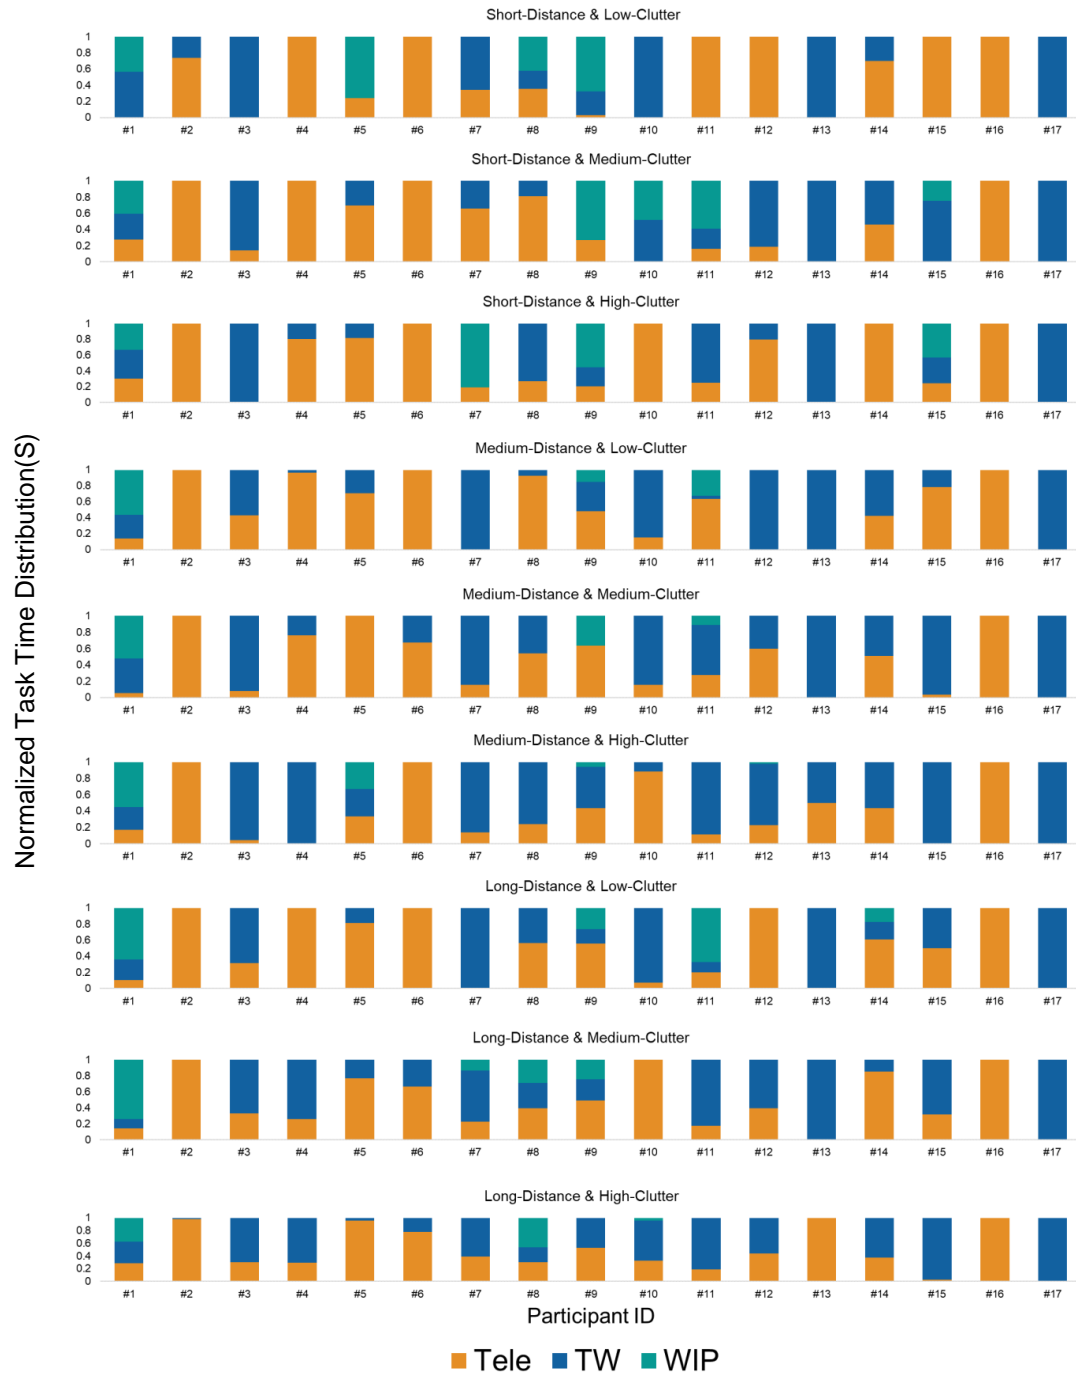 Short-Distance & Low-Clutter
1
0.8
0.6
0.4
0.2
0
#1 #2 #3 #4 #5 #6 #7 #8 #9 #10 #11 #12 #13 #14 #15 #16 #17
Short-Distance & Medium-Clutter
1
0.8
0.6
0.4
0.2
0
#1 #2 #3 #4 #5 #6 #7 #8 #9 #10 #11 #12 #13 #14 #15 #16 #17
Short-Distance & High-Clutter
1
0.8
0.6
0.4
0.2
0
#1 #2 #3 #4 #5 #6 #7 #8 #9 #10 #11 #12 #13 #14 #15 #16 #17
Normalized Task Time Distribution(S)
Medium-Distance & Low-Clutter
1
0.8
0.6
0.4
0.2
0
#1 #2 #3 #4 #5 #6 #7 #8 #9 #10 #11 #12 #13 #14 #15 #16 #17
Medium-Distance & Medium-Clutter
1
0.8
0.6
0.4
0.2
0
#1 #2 #3 #4 #5 #6 #7 #8 #9 #10 #11 #12 #13 #14 #15 #16 #17
Medium-Distance & High-Clutter
1
0.8
0.6
0.4
0.2
0
#1 #2 #3 #4 #5 #6 #7 #8 #9 #10 #11 #12 #13 #14 #15 #16 #17
Long-Distance & Low-Clutter
1
0.8
0.6
0.4
0.2
0
#1 #2 #3 #4 #5 #6 #7 #8 #9 #10 #11 #12 #13 #14 #15 #16 #17
Long-Distance & Medium-Clutter
1
0.8
0.6
0.4
0.2
0
#1 #2 #3 #4 #5 #6 #7 #8 #9 #10 #11 #12 #13 #14 #15 #16 #17
Long-Distance & High-Clutter
1
0.8
0.6
0.4
0.2
0
#1 #2 #3 #4 #5 #6 #7 #8 #9 #10 #11 #12 #13 #14 #15 #16 #17
Participant ID
Tele TW WIP